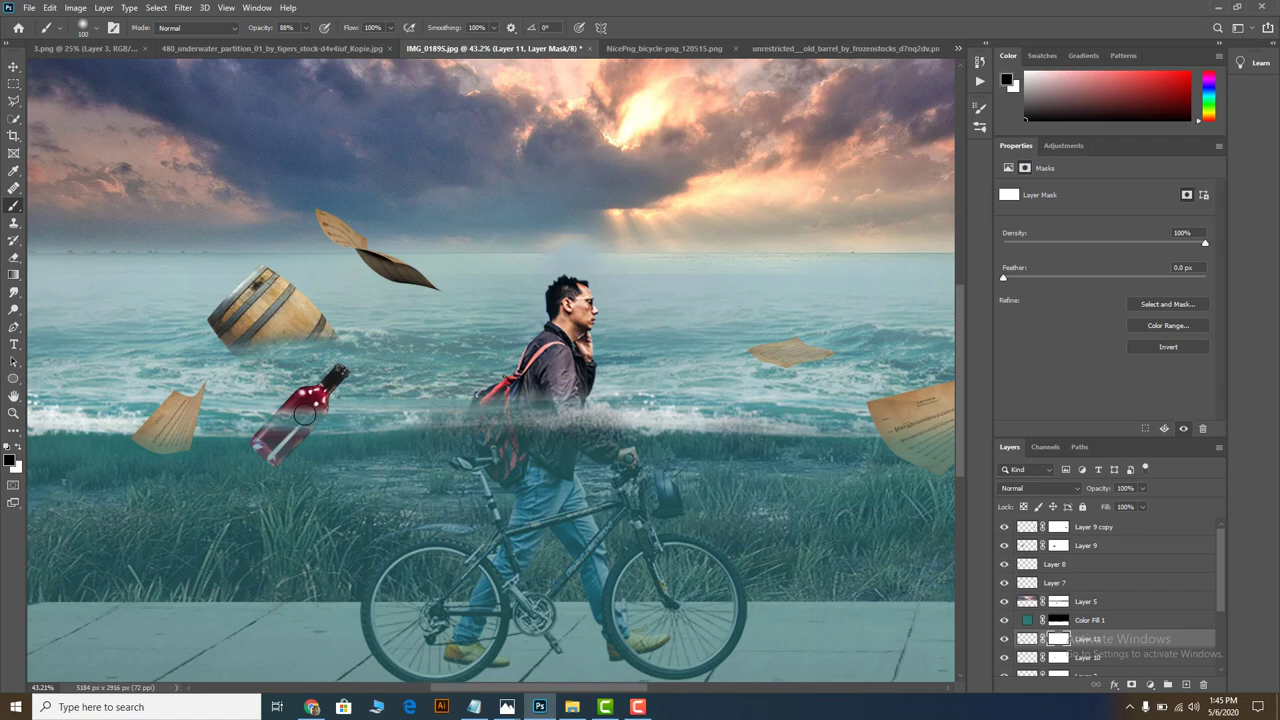 File Edit Image Layer Type Select Filter 3D View Window Help
Mode: Normal Opacity: 88% Flow: 100% Smoothing: 100% 0°
3.png @ 25% (Layer 3, RGB/... × 480_underwater_partition_01_by_tigers_stock-d4v4iuf_Kopie.jpg × IMG_0189S.jpg @ 43.2% (Layer 11, Layer Mask/8) * × NicePng_bicycle-png_120515.png × unrestricted__old_barrel_by_frozenstocks_d7nq2dv.pn
Color Swatches Gradients Patterns
Learn
Properties Adjustments
Masks
Layer Mask
Density: 100%
Feather: 0.0 px
Refine: Select and Mask...
Color Range...
Invert
Layers Channels Paths
Kind
Normal Opacity: 100%
Lock: Fill: 100%
Layer 9 copy
Layer 9
Layer 8
Layer 7
Layer 5
Color Fill 1
Layer 11
Activate Windows
Go to Settings to activate Windows.
Layer 10
43.21% 5184 px x 2916 px (72 ppi)
Type here to search
1:45 PM
5/6/2020